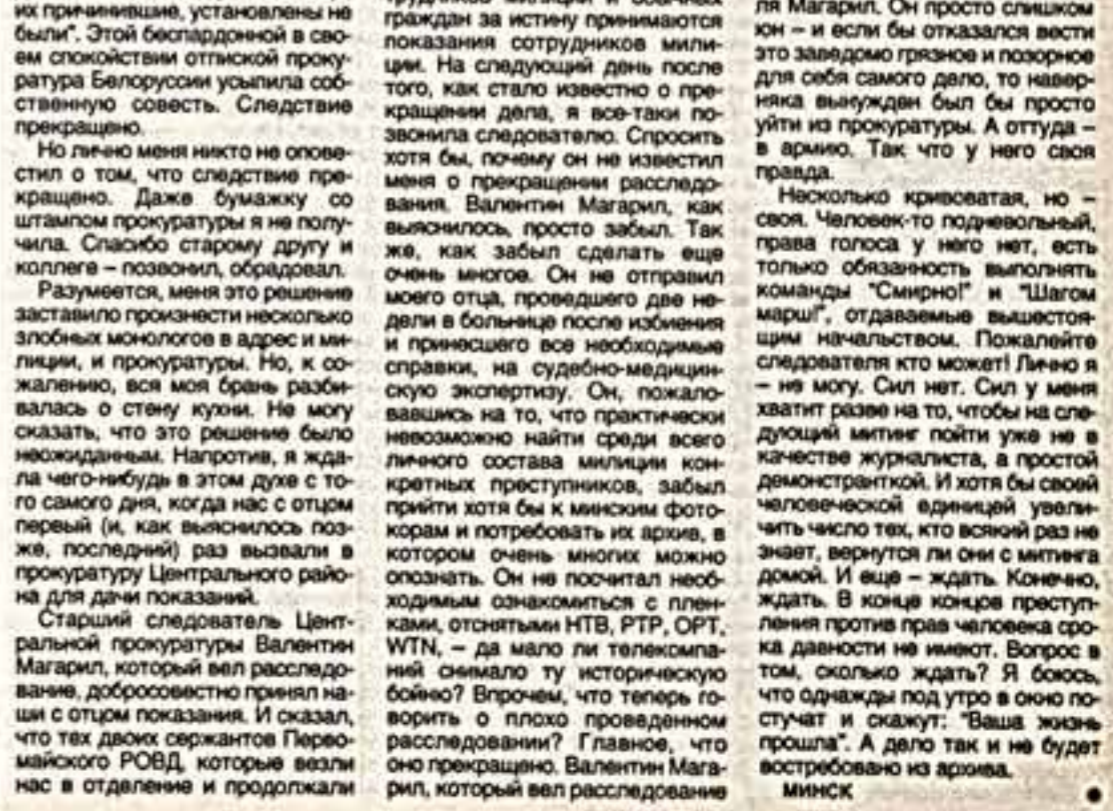 их причинившие, установлены не
были". Этой беспардонной в сво-
ем спокойствии отпиской проку-
ратура Белоруссии усыпила соб-
ственную совесть. Следствие
прекращено.
Но лично меня никто не опове-
стил о том, что следствие пре-
кращено. Даже бумажку со
штампом прокуратуры я не полу-
чила. Спасибо старому другу и
коллеге – позвонил, обрадовал.
Разумеется, меня это решение
заставило произнести несколько
злобных монологов в адрес и ми-
лиции, и прокуратуры. Но, к со-
жалению, вся моя брань разби-
валась о стену кухни. Не могу
сказать, что это решение было
неожиданным. Напротив, я жда-
ла чего-нибудь в этом духе с то-
го самого дня, когда нас с отцом
первый (и, как выяснилось поз-
же, последний) раз вызвали в
прокуратуру Центрального райо-
на для дачи показаний.
Старший следователь Цент-
ральной прокуратуры Валентин
Магарил, который вел расследо-
вание, добросовестно принял на-
ши с отцом показания. И сказал,
что тех двоих сержантов Перво-
майского РОВД, которые везли
нас в отделение и продолжали
трудников милиции и обычных
граждан за истину принимаются
показания сотрудников мили-
ции. На следующий день после
того, как стало известно о пре-
кращении дела, я все-таки по-
звонила следователю. Спросить
хотя бы, почему он не известил
меня о прекращении расследо-
вания. Валентин Магарил, как
выяснилось, просто забыл. Так
же, как забыл сделать еще
очень многое. Он не отправил
моего отца, проведшего две не-
дели в больнице после избиения
и принесшего все необходимые
справки, на судебно-медицин-
скую экспертизу. Он, пожало-
вавшись на то, что практически
невозможно найти среди всего
личного состава милиции кон-
кретных преступников, забыл
прийти хотя бы к минским фото-
корам и потребовать их архив, в
котором очень многих можно
опознать. Он не посчитал необ-
ходимым ознакомиться с плен-
ками, отснятыми НТВ, РТР, ОРТ,
WTN, – да мало ли телекомпа-
ний снимало ту историческую
бойню? Впрочем, что теперь го-
ворить о плохо проведенном
расследовании? Главное, что
оно прекращено. Валентин Мага-
рил, который вел расследование
ля Магарил. Он просто слишком
юн – и если бы отказался вести
это заведомо грязное и позорное
для себя самого дело, то навер-
няка вынужден был бы просто
уйти из прокуратуры. А оттуда –
в армию. Так что у него своя
правда.
Несколько кривоватая, но –
своя. Человек-то подневольный,
права голоса у него нет, есть
только обязанность выполнять
команды "Смирно!" и "Шагом
марш!", отдаваемые вышестоя-
щим начальством. Пожалейте
следователя кто может! Лично я
– не могу. Сил нет. Сил у меня
хватит разве на то, чтобы на сле-
дующий митинг пойти уже не в
качестве журналиста, а простой
демонстранткой. И хотя бы своей
человеческой единицей увели-
чить число тех, кто всякий раз не
знает, вернутся ли они с митинга
домой. И еще – ждать. Конечно,
ждать. В конце концов преступ-
ления против прав человека сро-
ка давности не имеют. Вопрос в
том, сколько ждать? Я боюсь,
что однажды под утро в окно по-
стучат и скажут: "Ваша жизнь
прошла". А дело так и не будет
востребовано из архива.
МИНСК